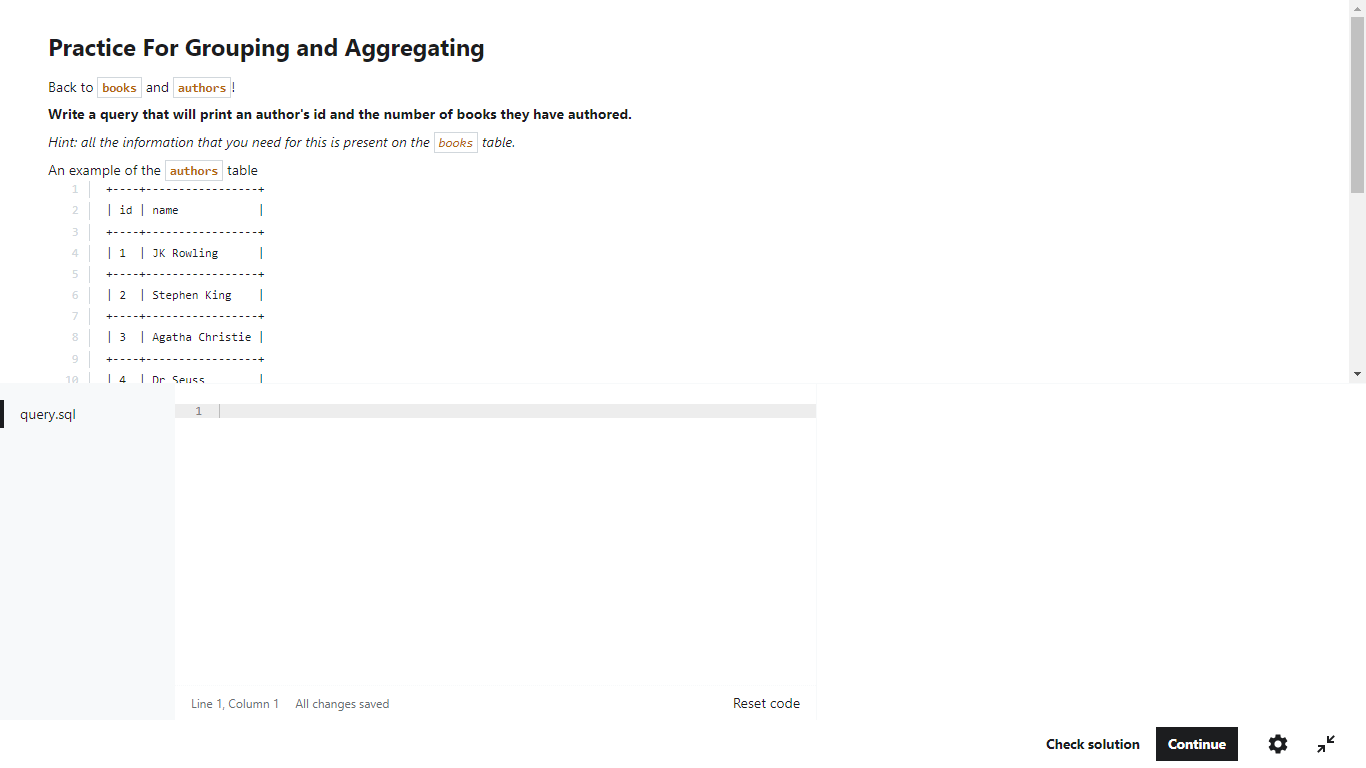 Practice For Grouping and Aggregating
Back to books and authors!
Write a query that will print an author's id and the number of books they have authored.
Hint: all the information that you need for this is present on the books table.
An example of the authors table
1 +----+-----------------+
2 | id | name            |
3 +----+-----------------+
4 | 1  | JK Rowling      |
5 +----+-----------------+
6 | 2  | Stephen King    |
7 +----+-----------------+
8 | 3  | Agatha Christie |
9 +----+-----------------+
10 | 4  | Dr Seuss        |
query.sql
1
Line 1, Column 1 All changes saved Reset code
Check solution Continue